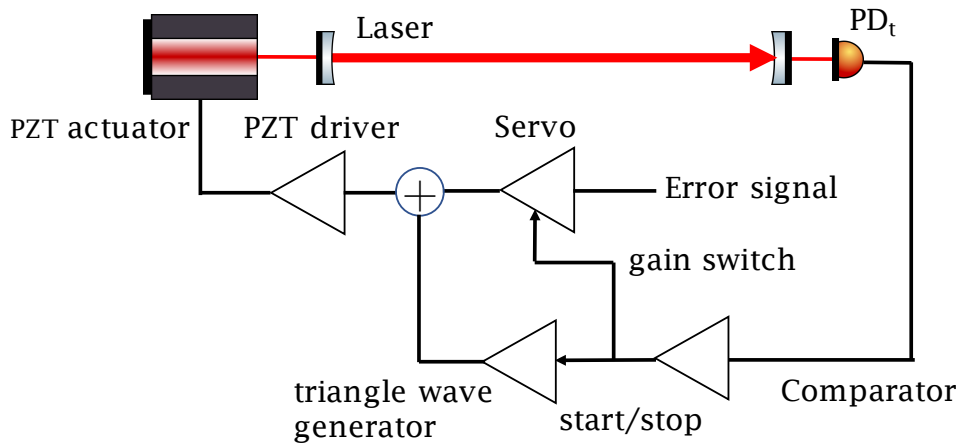 Laser
PD_t
PZT actuator
PZT driver
Servo
Error signal
gain switch
triangle wave
generator
start/stop
Comparator